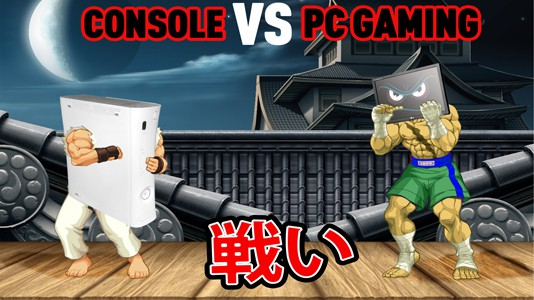 CONSOLE VS PC GAMING
戦い